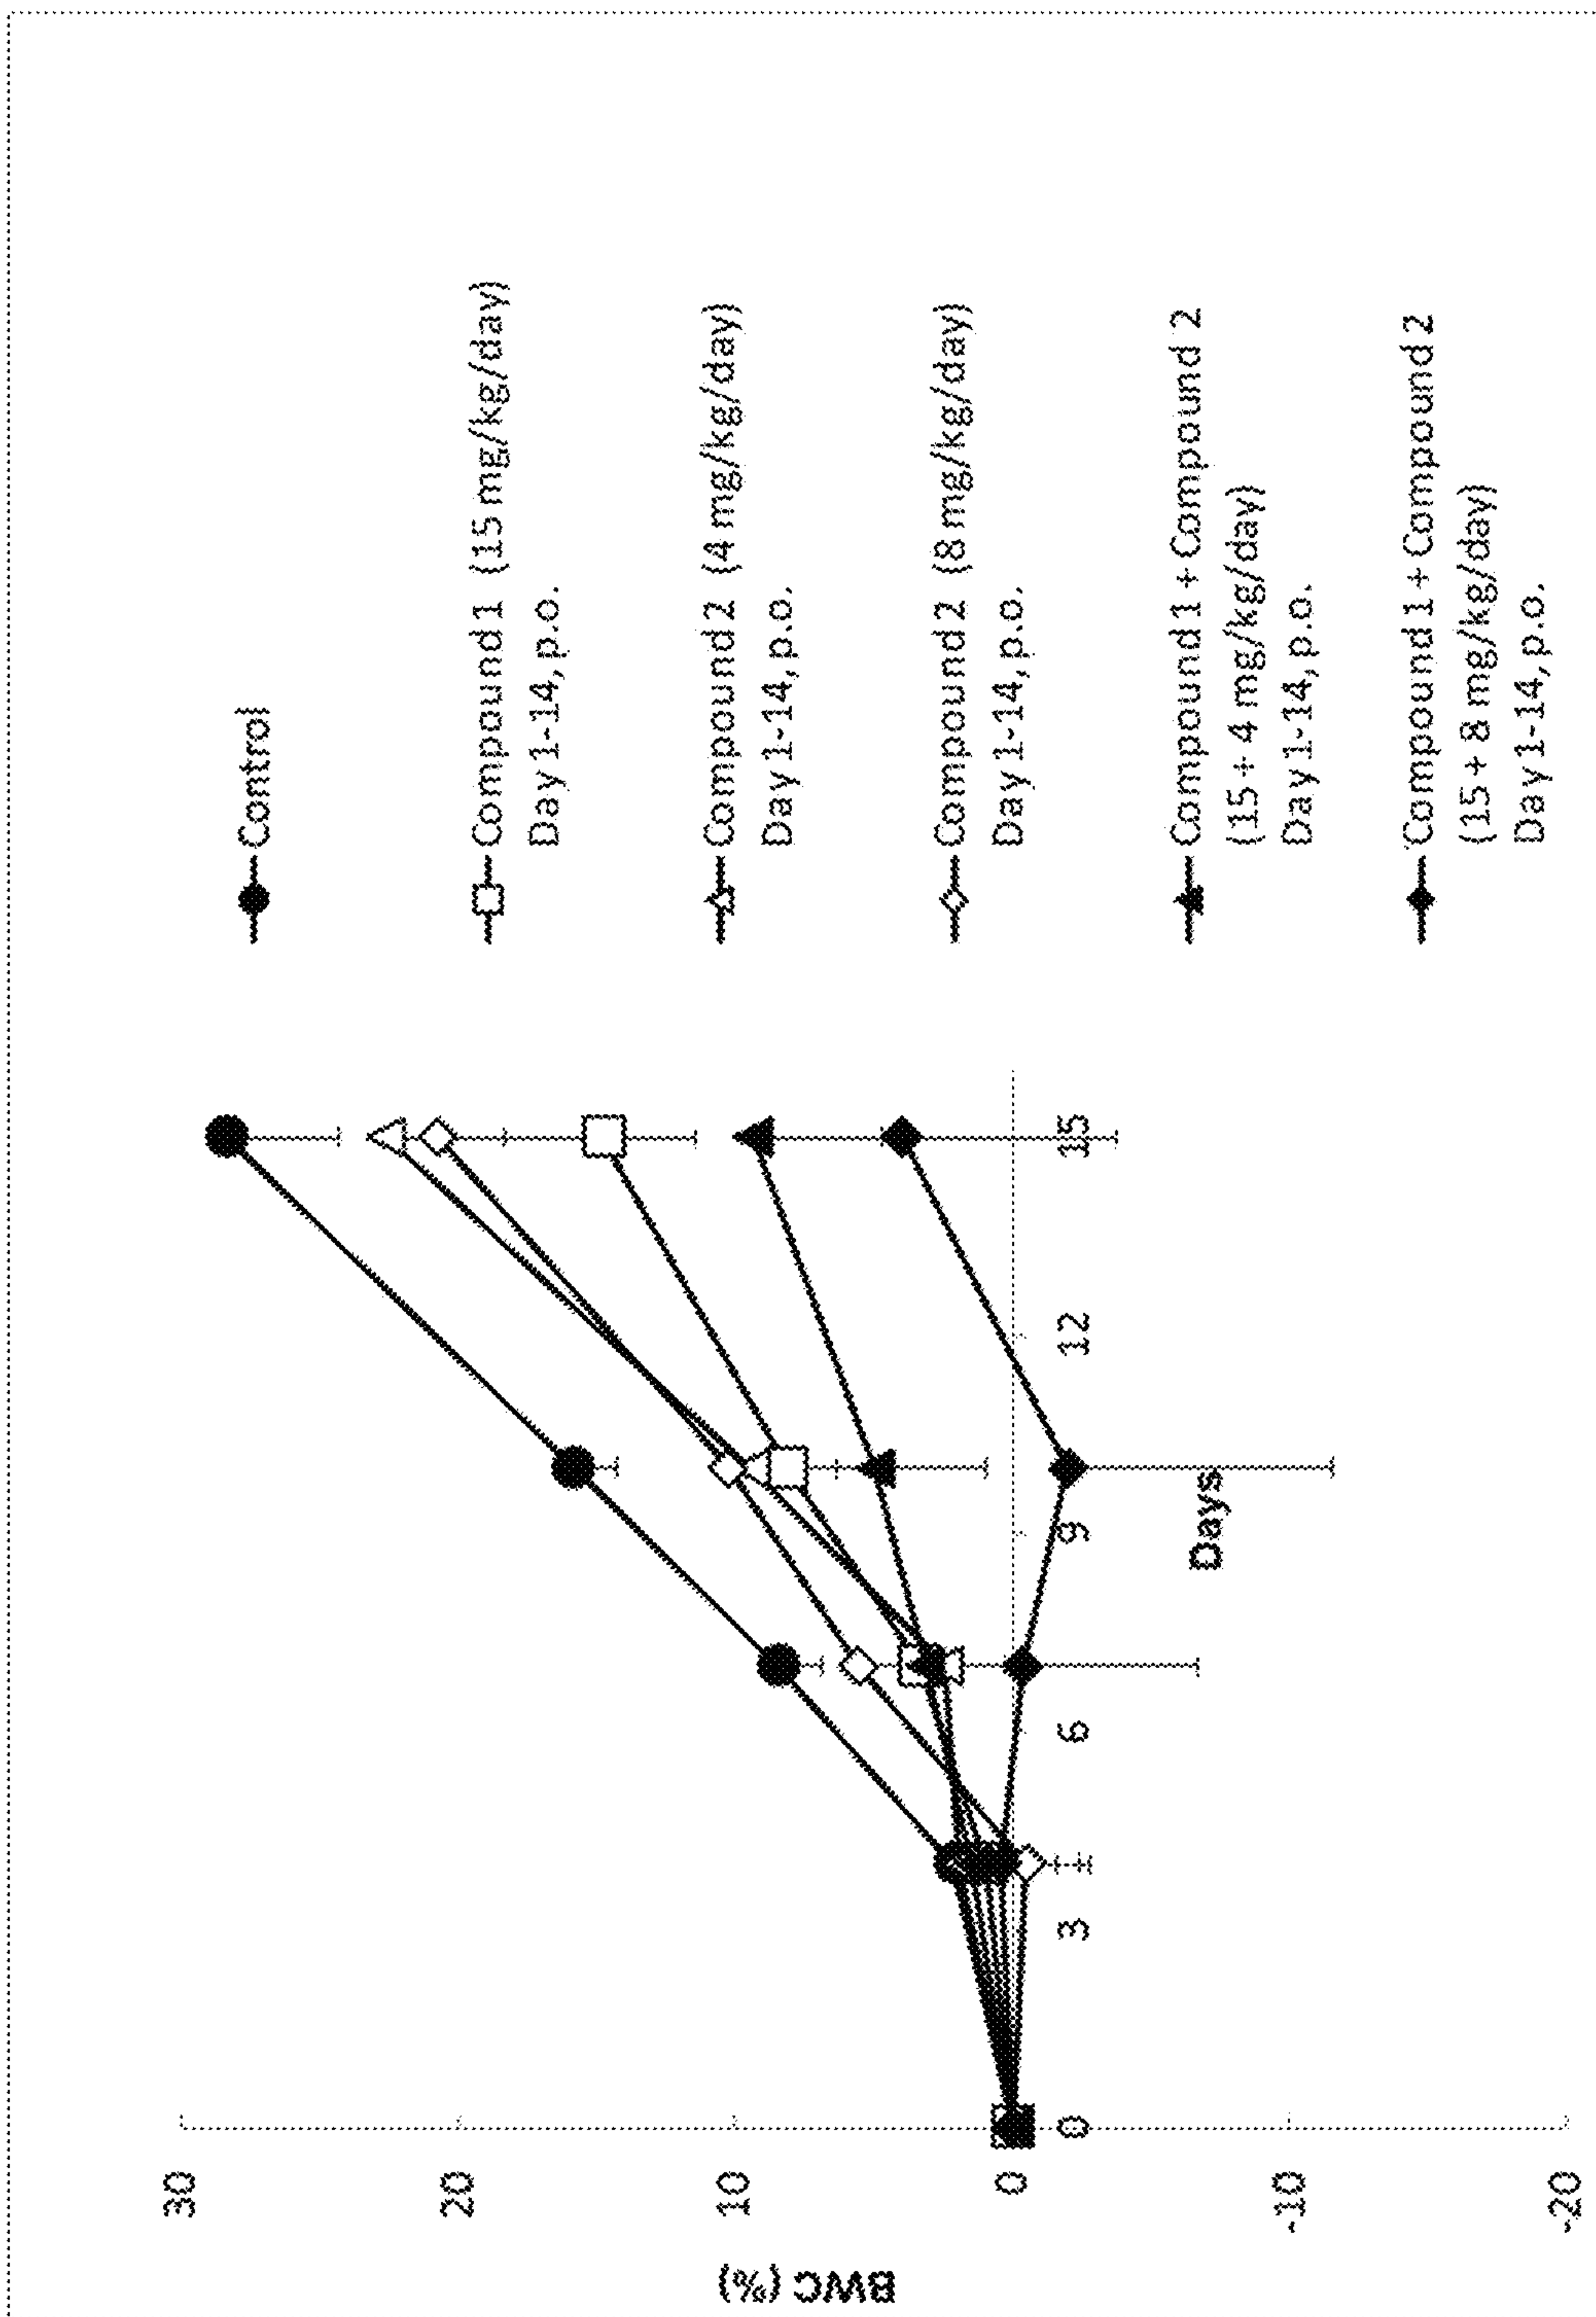 30
20
10
0
-10
-20
BWC (%)
0
3
6
9
12
15
Days
Control
Compound 1 (15 mg/kg/day)
Day 1-14, p.o.
Compound 2 (4 mg/kg/day)
Day 1-14, p.o.
Compound 2 (8 mg/kg/day)
Day 1-14, p.o.
Compound 1 + Compound 2
(15 + 4 mg/kg/day)
Day 1-14, p.o.
Compound 1 + Compound 2
(15 + 8 mg/kg/day)
Day 1-14, p.o.